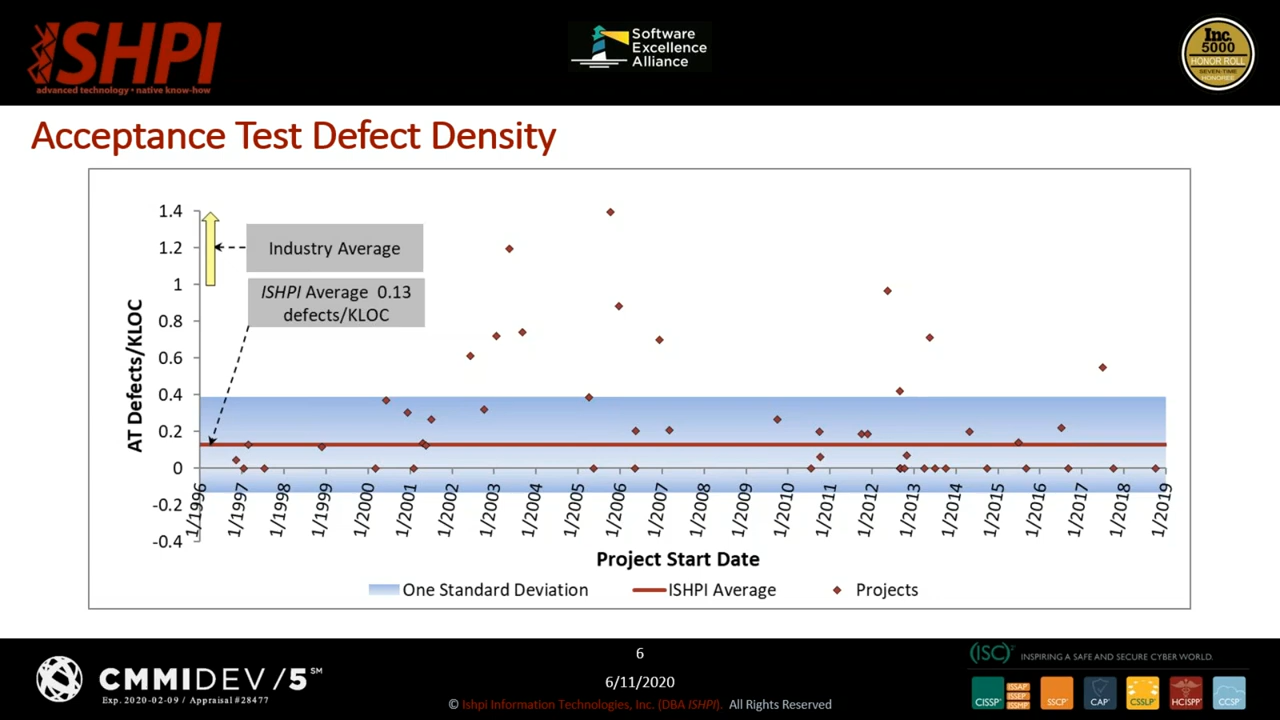 ISHPI
advanced technology • native know-how
Software
Excellence
Alliance
Inc.
5000
HONOR ROLL
SEVEN-TIME
HONOREE
Acceptance Test Defect Density
1.4
1.2
1
0.8
0.6
0.4
0.2
0
-0.2
-0.4
AT Defects/KLOC
Industry Average
ISHPI Average 0.13
defects/KLOC
1/1996
1/1997
1/1998
1/1999
1/2000
1/2001
1/2002
1/2003
1/2004
1/2005
1/2006
1/2007
1/2008
1/2009
1/2010
1/2011
1/2012
1/2013
1/2014
1/2015
1/2016
1/2017
1/2018
1/2019
Project Start Date
One Standard Deviation
ISHPI Average
Projects
CMMIDEV/5℠
Exp. 2020-02-09 / Appraisal #28477
6
6/11/2020
© Ishpi Information Technologies, Inc. (DBA ISHPI). All Rights Reserved
(ISC)² INSPIRING A SAFE AND SECURE CYBER WORLD.
CISSP
ISSAP
ISSEP
ISSMP
SSCP
CAP
CSSLP
HCISPP
CCSP